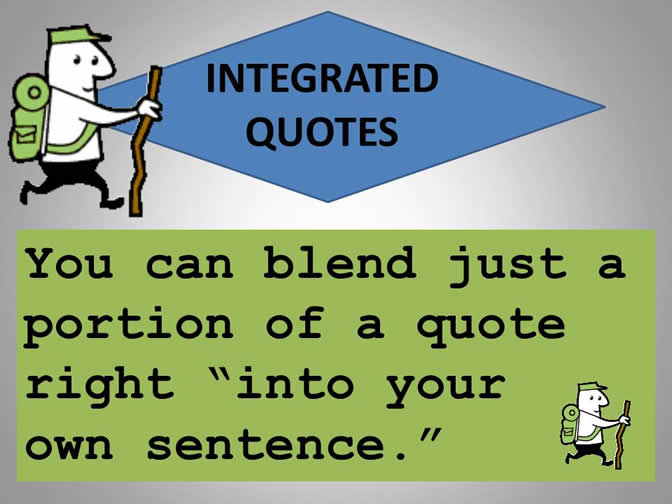 INTEGRATED
QUOTES
You can blend just a
portion of a quote
right “into your
own sentence.”